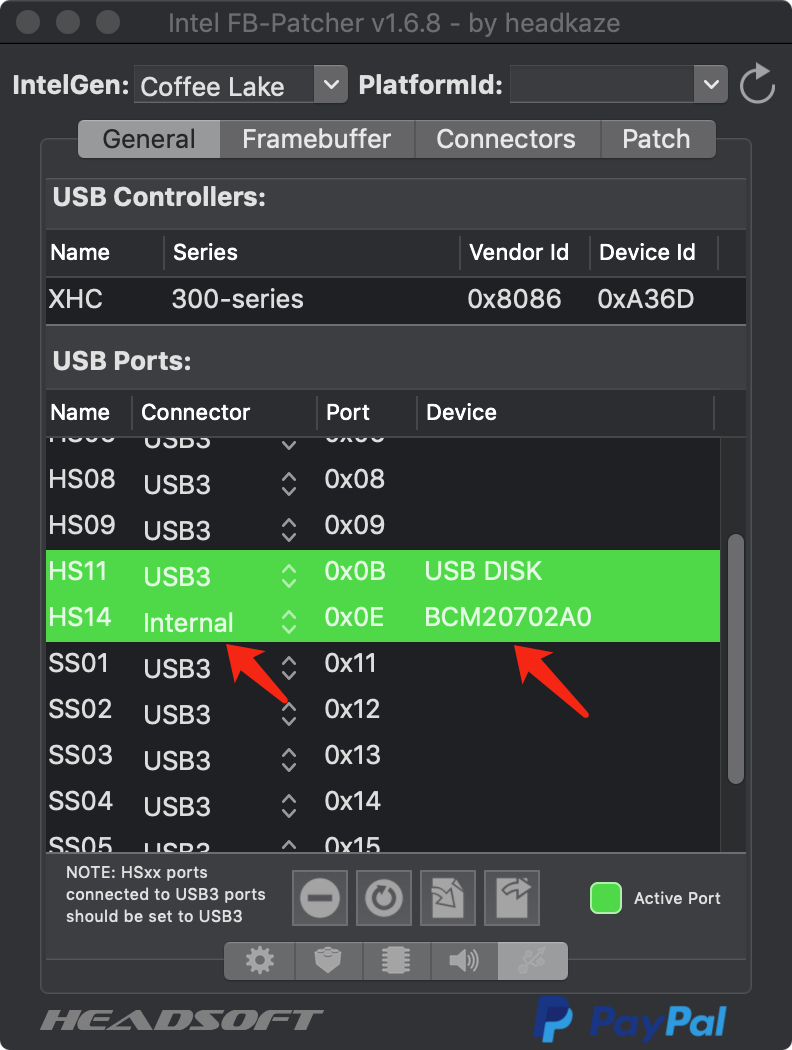 Intel FB-Patcher v1.6.8 - by headkaze
IntelGen: Coffee Lake PlatformId:
General Framebuffer Connectors Patch
USB Controllers:
Name Series Vendor Id Device Id
XHC 300-series 0x8086 0xA36D
USB Ports:
Name Connector Port Device
USB3
HS08 USB3 0x08
HS09 USB3 0x09
HS11 USB3 0x0B USB DISK
HS14 Internal 0x0E BCM20702A0
SS01 USB3 0x11
SS02 USB3 0x12
SS03 USB3 0x13
SS04 USB3 0x14
SS05 USB3 0x15
NOTE: HSxx ports
connected to USB3 ports
should be set to USB3
Active Port
HEADSOFT
PayPal